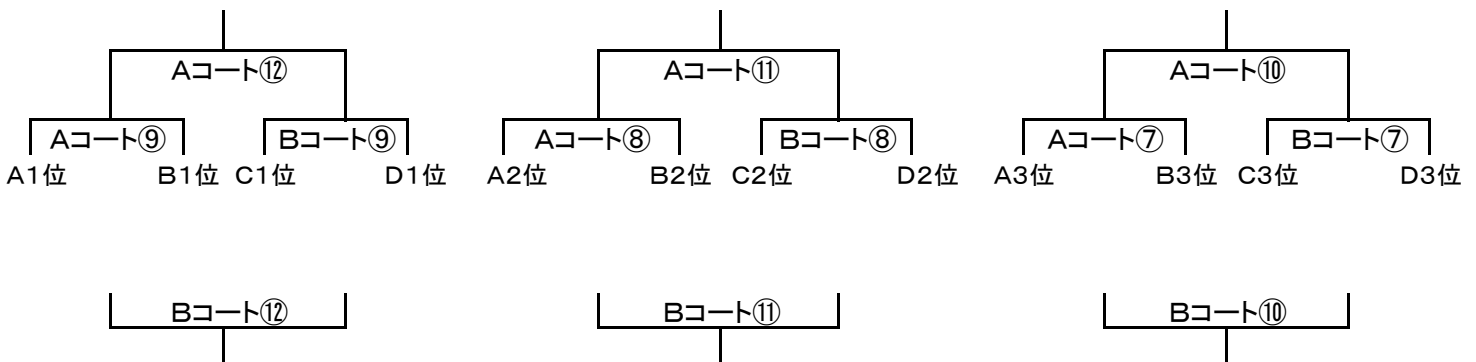 Aコート⑫ Aコート⑪ Aコート⑩
Aコート⑨ Bコート⑨ Aコート⑧ Bコート⑧ Aコート⑦ Bコート⑦
A1位 B1位 C1位 D1位 A2位 B2位 C2位 D2位 A3位 B3位 C3位 D3位
Bコート⑫ Bコート⑪ Bコート⑩